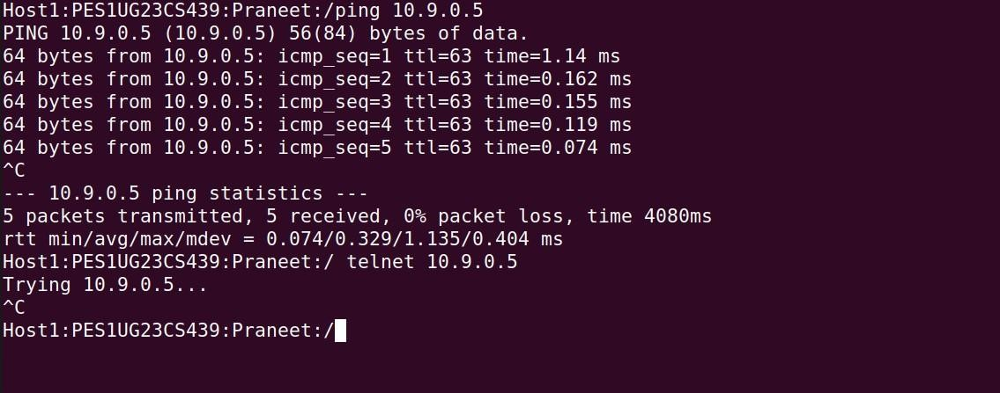 Host1:PES1UG23CS439:Praneet:/ping 10.9.0.5
PING 10.9.0.5 (10.9.0.5) 56(84) bytes of data.
64 bytes from 10.9.0.5: icmp_seq=1 ttl=63 time=1.14 ms
64 bytes from 10.9.0.5: icmp_seq=2 ttl=63 time=0.162 ms
64 bytes from 10.9.0.5: icmp_seq=3 ttl=63 time=0.155 ms
64 bytes from 10.9.0.5: icmp_seq=4 ttl=63 time=0.119 ms
64 bytes from 10.9.0.5: icmp_seq=5 ttl=63 time=0.074 ms
^C
--- 10.9.0.5 ping statistics ---
5 packets transmitted, 5 received, 0% packet loss, time 4080ms
rtt min/avg/max/mdev = 0.074/0.329/1.135/0.404 ms
Host1:PES1UG23CS439:Praneet:/ telnet 10.9.0.5
Trying 10.9.0.5...
^C
Host1:PES1UG23CS439:Praneet:/